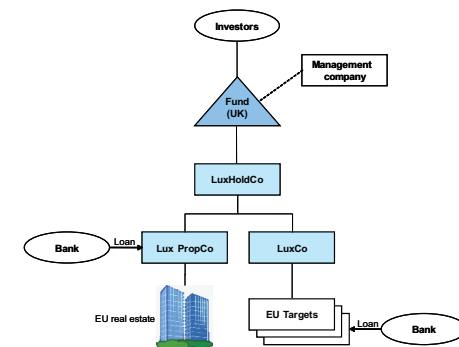 Investors
Management
company
Fund
(UK)
LuxHoldCo
Bank
Loan
Lux PropCo
LuxCo
EU real estate
EU Targets
Loan
Bank